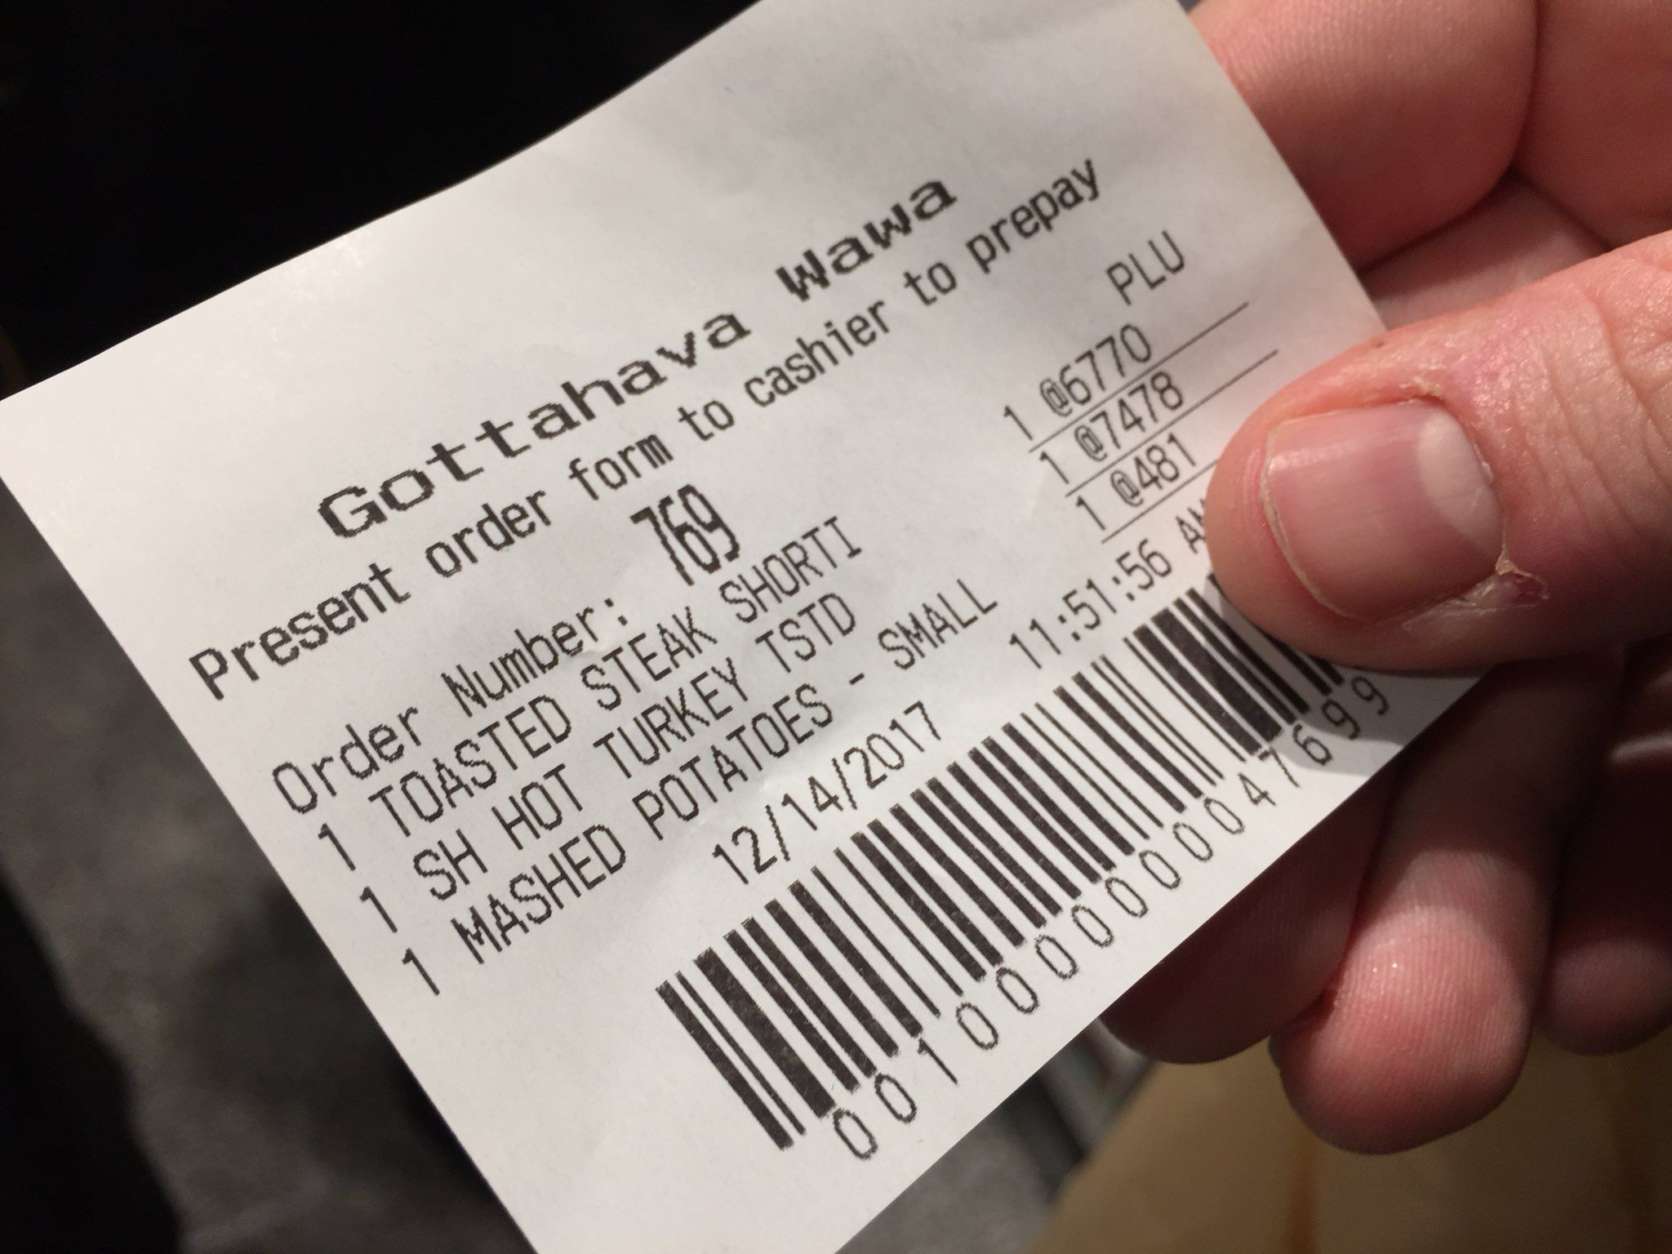 Gottahava Wawa
Present order form to cashier to prepay
PLU
Order Number: 769
1 TOASTED STEAK SHORTI 1 @6770
1 SH HOT TURKEY TSTD 1 @7478
1 MASHED POTATOES - SMALL 1 @481
12/14/2017 11:51:56 AM
0010000000047699